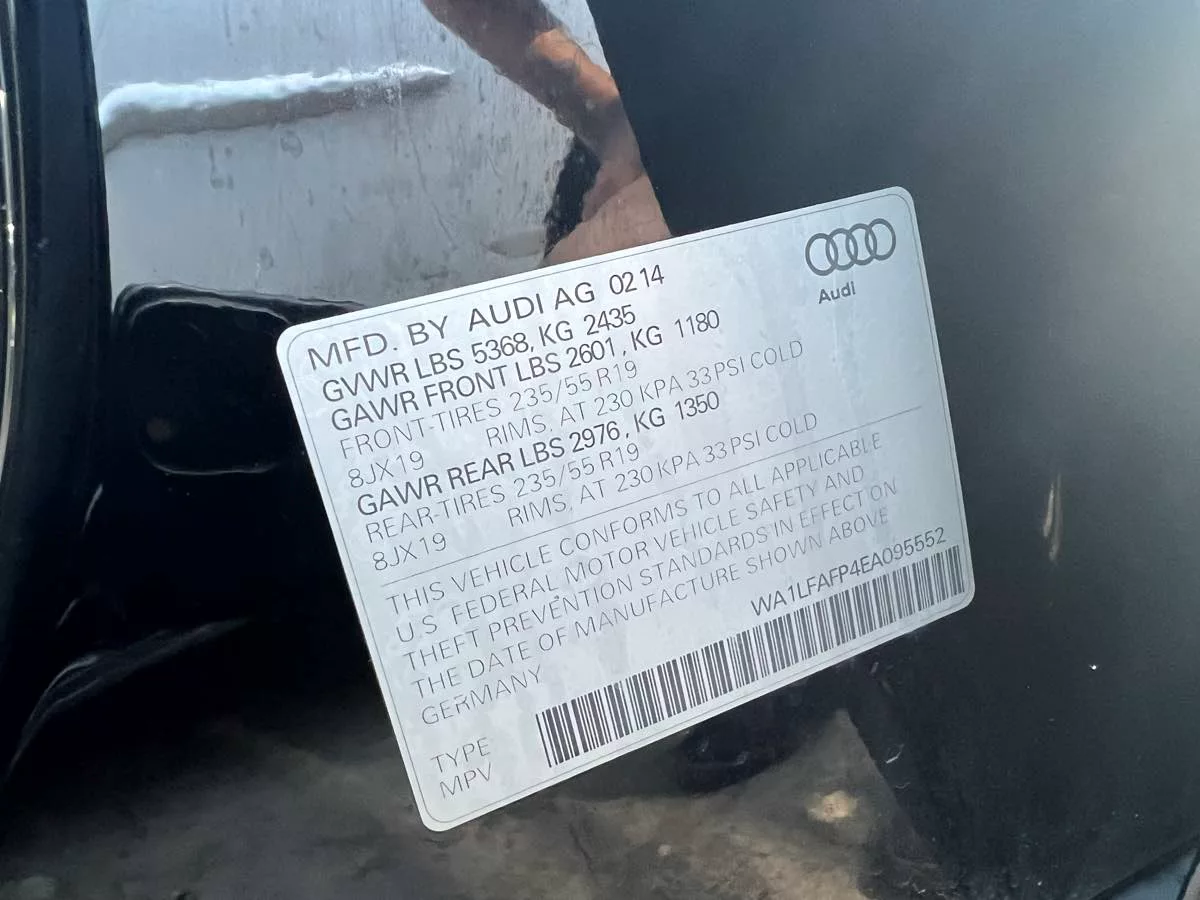 Audi
MFD. BY AUDI AG 0214
GVWR LBS 5368, KG 2435
GAWR FRONT LBS 2601, KG 1180
FRONT-TIRES 235/55 R19
8JX19 RIMS, AT 230 KPA 33 PSI COLD
GAWR REAR LBS 2976, KG 1350
REAR-TIRES 235/55 R19
8JX19 RIMS, AT 230 KPA 33 PSI COLD
THIS VEHICLE CONFORMS TO ALL APPLICABLE
U.S. FEDERAL MOTOR VEHICLE SAFETY AND
THEFT PREVENTION STANDARDS IN EFFECT ON
THE DATE OF MANUFACTURE SHOWN ABOVE
GERMANY
WA1LFAFP4EA095552
TYPE
MPV